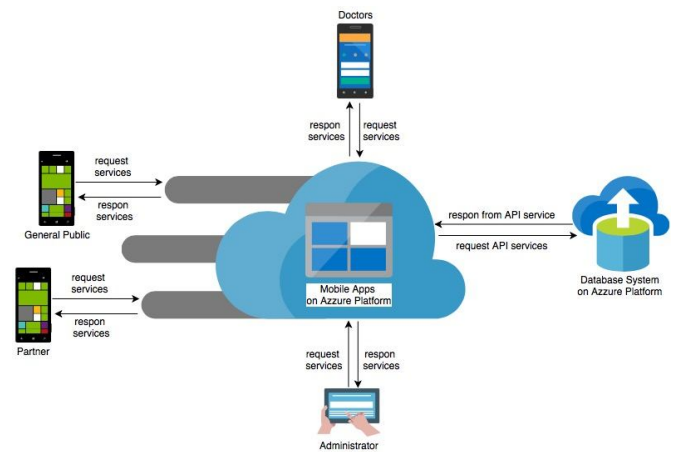 Doctors
respon
services
request
services
request
services
respon
services
General Public
respon from API service
request API services
Mobile Apps
on Azzure Platform
Database System
on Azzure Platform
request
services
respon
services
Partner
request
services
respon
services
Administrator